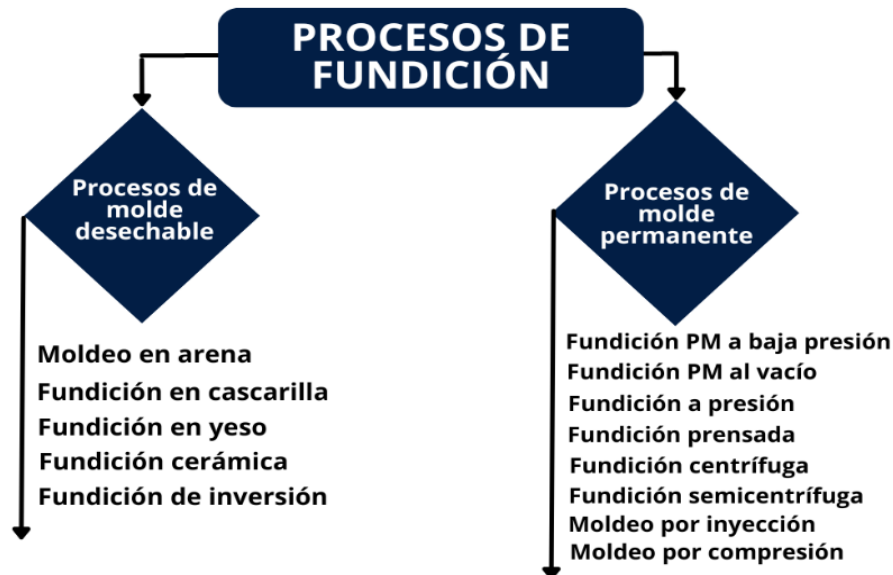 PROCESOS DE
FUNDICIÓN
Procesos de
molde
desechable
Moldeo en arena
Fundición en cascarilla
Fundición en yeso
Fundición cerámica
Fundición de inversión
Procesos de
molde
permanente
Fundición PM a baja presión
Fundición PM al vacío
Fundición a presión
Fundición prensada
Fundición centrífuga
Fundición semicentrífuga
Moldeo por inyección
Moldeo por compresión